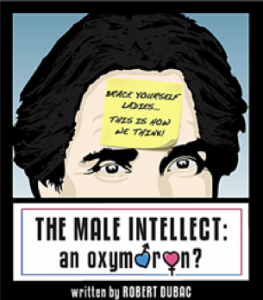 BRACE YOURSELF
LADIES...
THIS IS HOW
WE THINK!
THE MALE INTELLECT:
an oxymoron?
written by ROBERT DUBAC